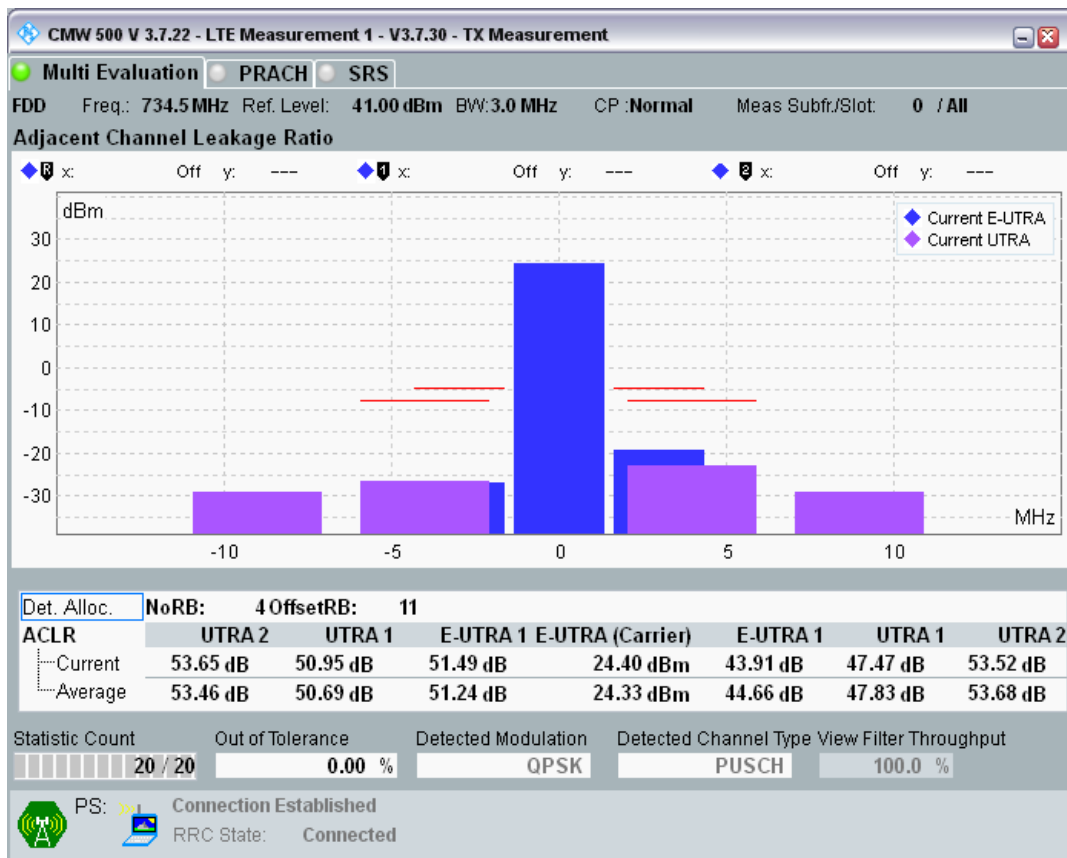 CMW 500 V 3.7.22 - LTE Measurement 1 - V3.7.30 - TX Measurement
Multi Evaluation PRACH SRS
FDD Freq.: 734.5 MHz Ref. Level: 41.00 dBm BW:3.0 MHz CP :Normal Meas Subfr./Slot: 0 / All
Adjacent Channel Leakage Ratio
R x: Off y: --- 1 x: Off y: --- 2 x: Off y: ---
dBm
Current E-UTRA
Current UTRA
30
20
10
0
-10
-20
-30
MHz
-10 -5 0 5 10
Det. Alloc. NoRB: 4 OffsetRB: 11
ACLR UTRA 2 UTRA 1 E-UTRA 1 E-UTRA (Carrier) E-UTRA 1 UTRA 1 UTRA 2
Current 53.65 dB 50.95 dB 51.49 dB 24.40 dBm 43.91 dB 47.47 dB 53.52 dB
Average 53.46 dB 50.69 dB 51.24 dB 24.33 dBm 44.66 dB 47.83 dB 53.68 dB
Statistic Count Out of Tolerance Detected Modulation Detected Channel Type View Filter Throughput
20 / 20 0.00 % QPSK PUSCH 100.0 %
PS: Connection Established
RRC State: Connected